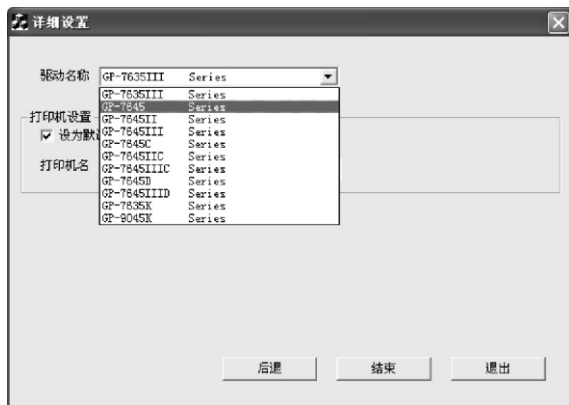 详细设置
驱动名称 GP-7635III Series
GP-7635III Series
GP-7645 Series
打印机设置
GP-7645II Series
设为默
GP-7645III Series
GP-7645C Series
打印机名
GP-7645IIC Series
GP-7645IIIC Series
GP-7645D Series
GP-7645IIID Series
GP-7635K Series
GP-9045K Series
后退 结束 退出